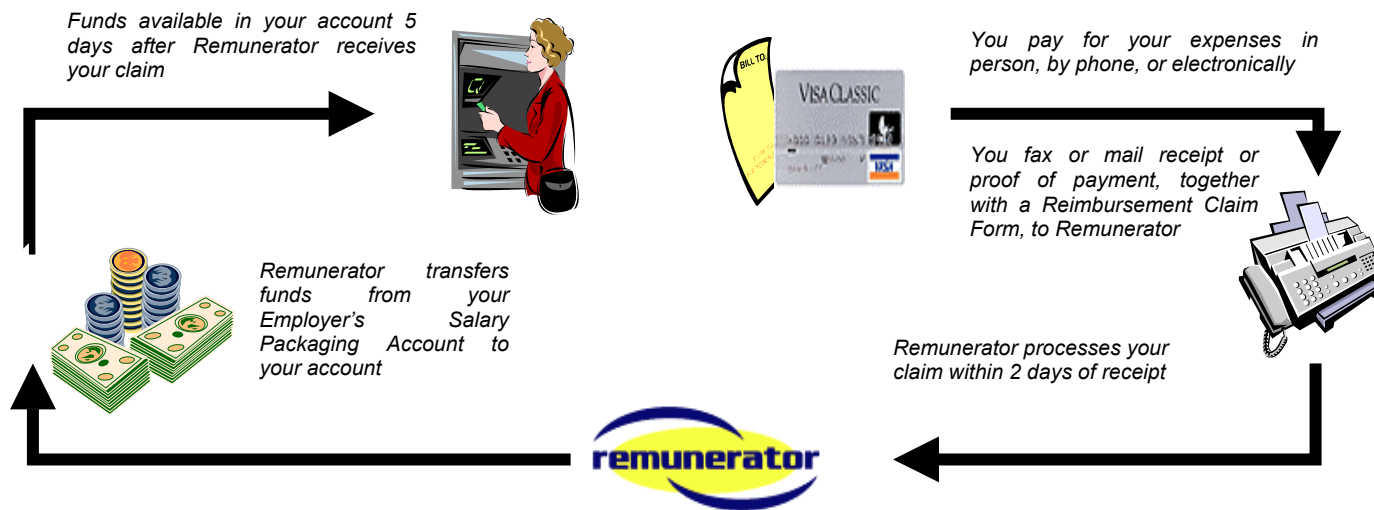 Funds available in your account 5
days after Remunerator receives
your claim
BILL TO:
VISA CLASSIC
VISA
You pay for your expenses in
person, by phone, or electronically
You fax or mail receipt or
proof of payment, together
with a Reimbursement Claim
Form, to Remunerator
Remunerator transfers
funds from your
Employer's Salary
Packaging Account to
your account
Remunerator processes your
claim within 2 days of receipt
remunerator